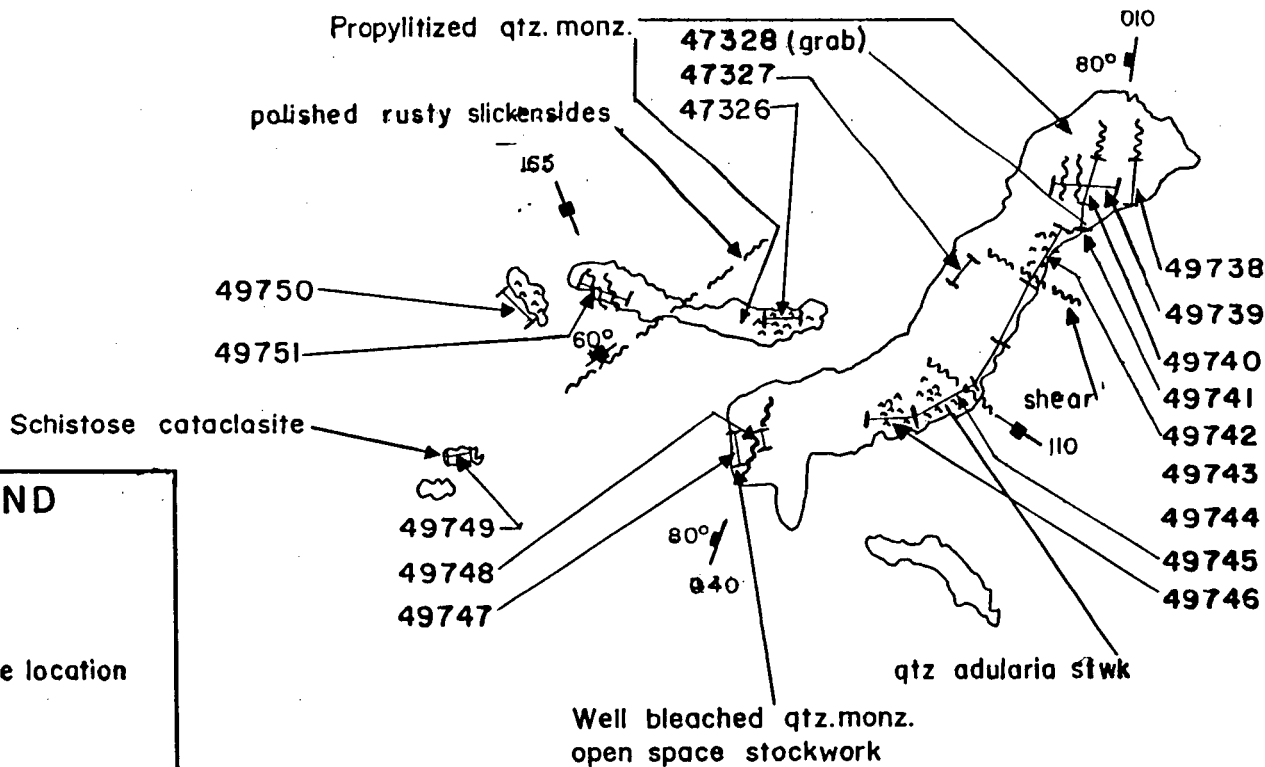 010
Propylitized qtz. monz.
47328 (grab)
80°
47327
47326
polished rusty slickensides
165
49750
49751
60°
49738
49739
49740
49741
49742
49743
49744
49745
49746
shear
110
Schistose cataclasite
ND
49749
49748
49747
80°
040
e location
qtz adularia stwk
Well bleached qtz. monz.
open space stockwork